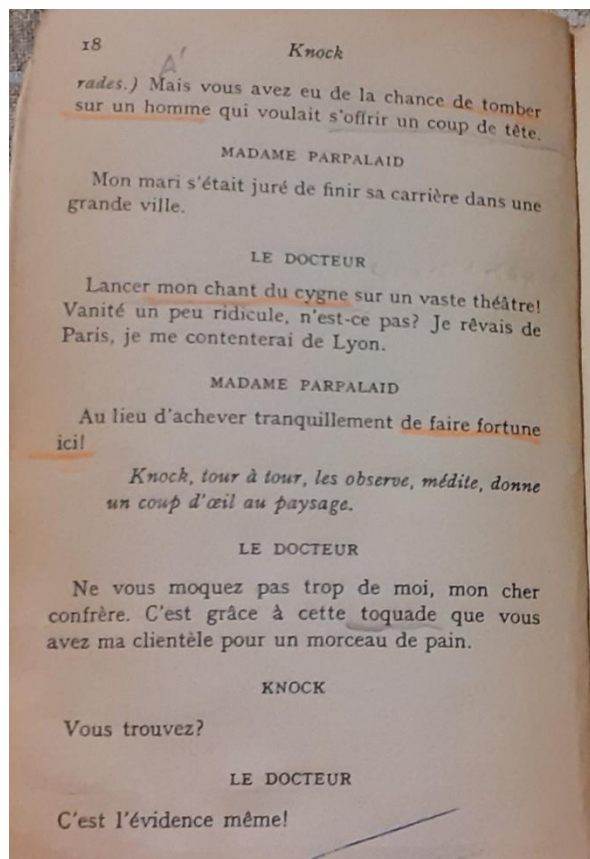 18 Knock
A'
rades.) Mais vous avez eu de la chance de tomber
sur un homme qui voulait s'offrir un coup de tête.
MADAME PARPALAID
Mon mari s'était juré de finir sa carrière dans une
grande ville.
LE DOCTEUR
Lancer mon chant du cygne sur un vaste théâtre!
Vanité un peu ridicule, n'est-ce pas? Je rêvais de
Paris, je me contenterai de Lyon.
MADAME PARPALAID
Au lieu d'achever tranquillement de faire fortune
ici!
Knock, tour à tour, les observe, médite, donne
un coup d'œil au paysage.
LE DOCTEUR
Ne vous moquez pas trop de moi, mon cher
confrère. C'est grâce à cette toquade que vous
avez ma clientèle pour un morceau de pain.
KNOCK
Vous trouvez?
LE DOCTEUR
C'est l'évidence même!